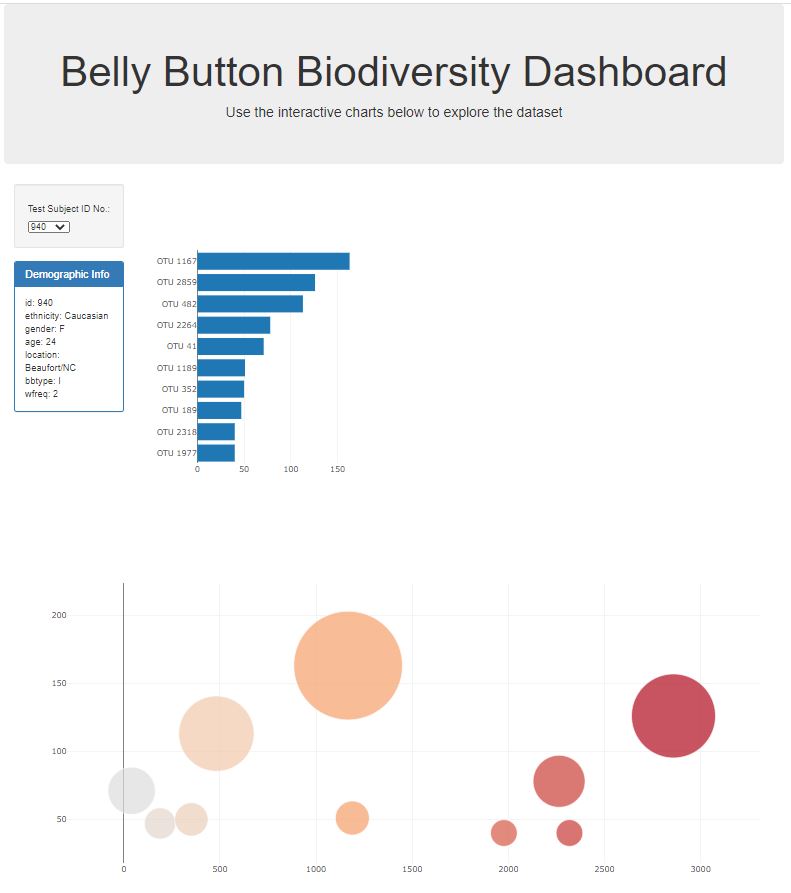 Belly Button Biodiversity Dashboard
Use the interactive charts below to explore the dataset
Test Subject ID No.:
940
Demographic Info
id: 940
ethnicity: Caucasian
gender: F
age: 24
location:
Beaufort/NC
bbtype: I
wfreq: 2
OTU 1167
OTU 2859
OTU 482
OTU 2264
OTU 41
OTU 1189
OTU 352
OTU 189
OTU 2318
OTU 1977
0 50 100 150
200
150
100
50
0 500 1000 1500 2000 2500 3000